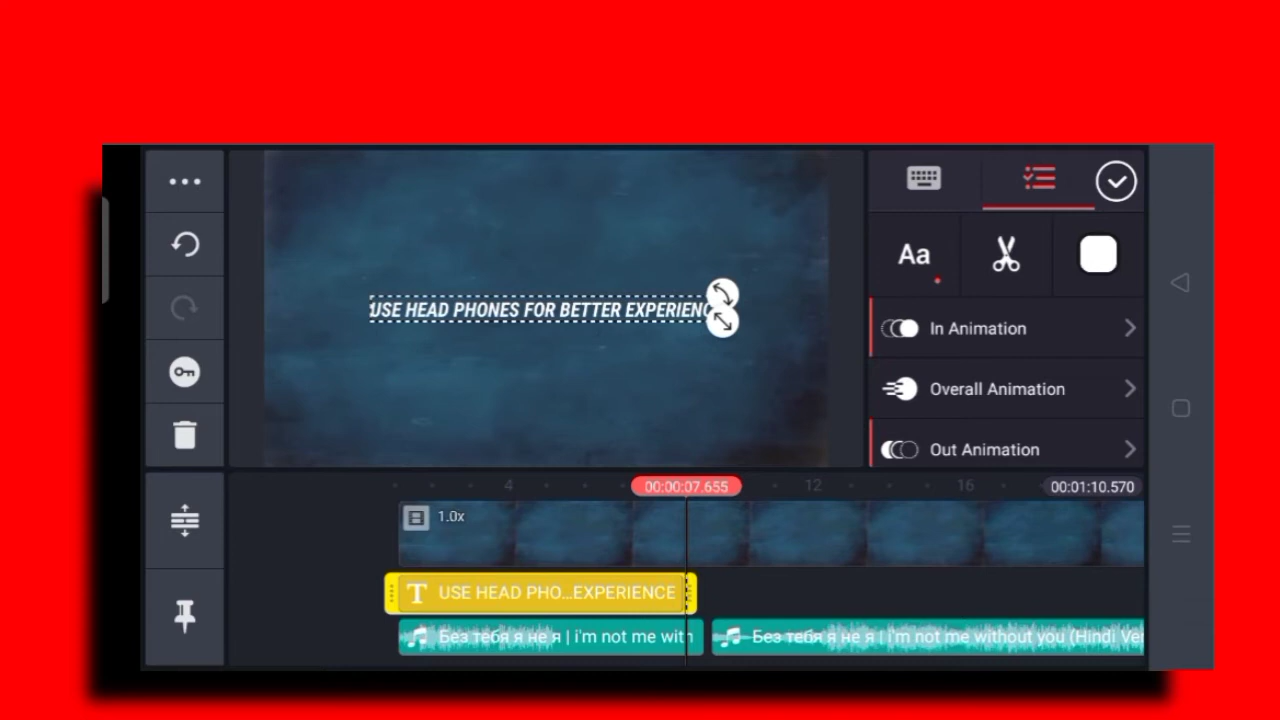 Aa
USE HEAD PHONES FOR BETTER EXPERIENC
In Animation
Overall Animation
Out Animation
4
00:00:07.655
12
16
00:01:10.570
1.0x
T USE HEAD PHO...EXPERIENCE
Без тебя я не я | i'm not me with
Без тебя я не я | i'm not me without you (Hindi Ver